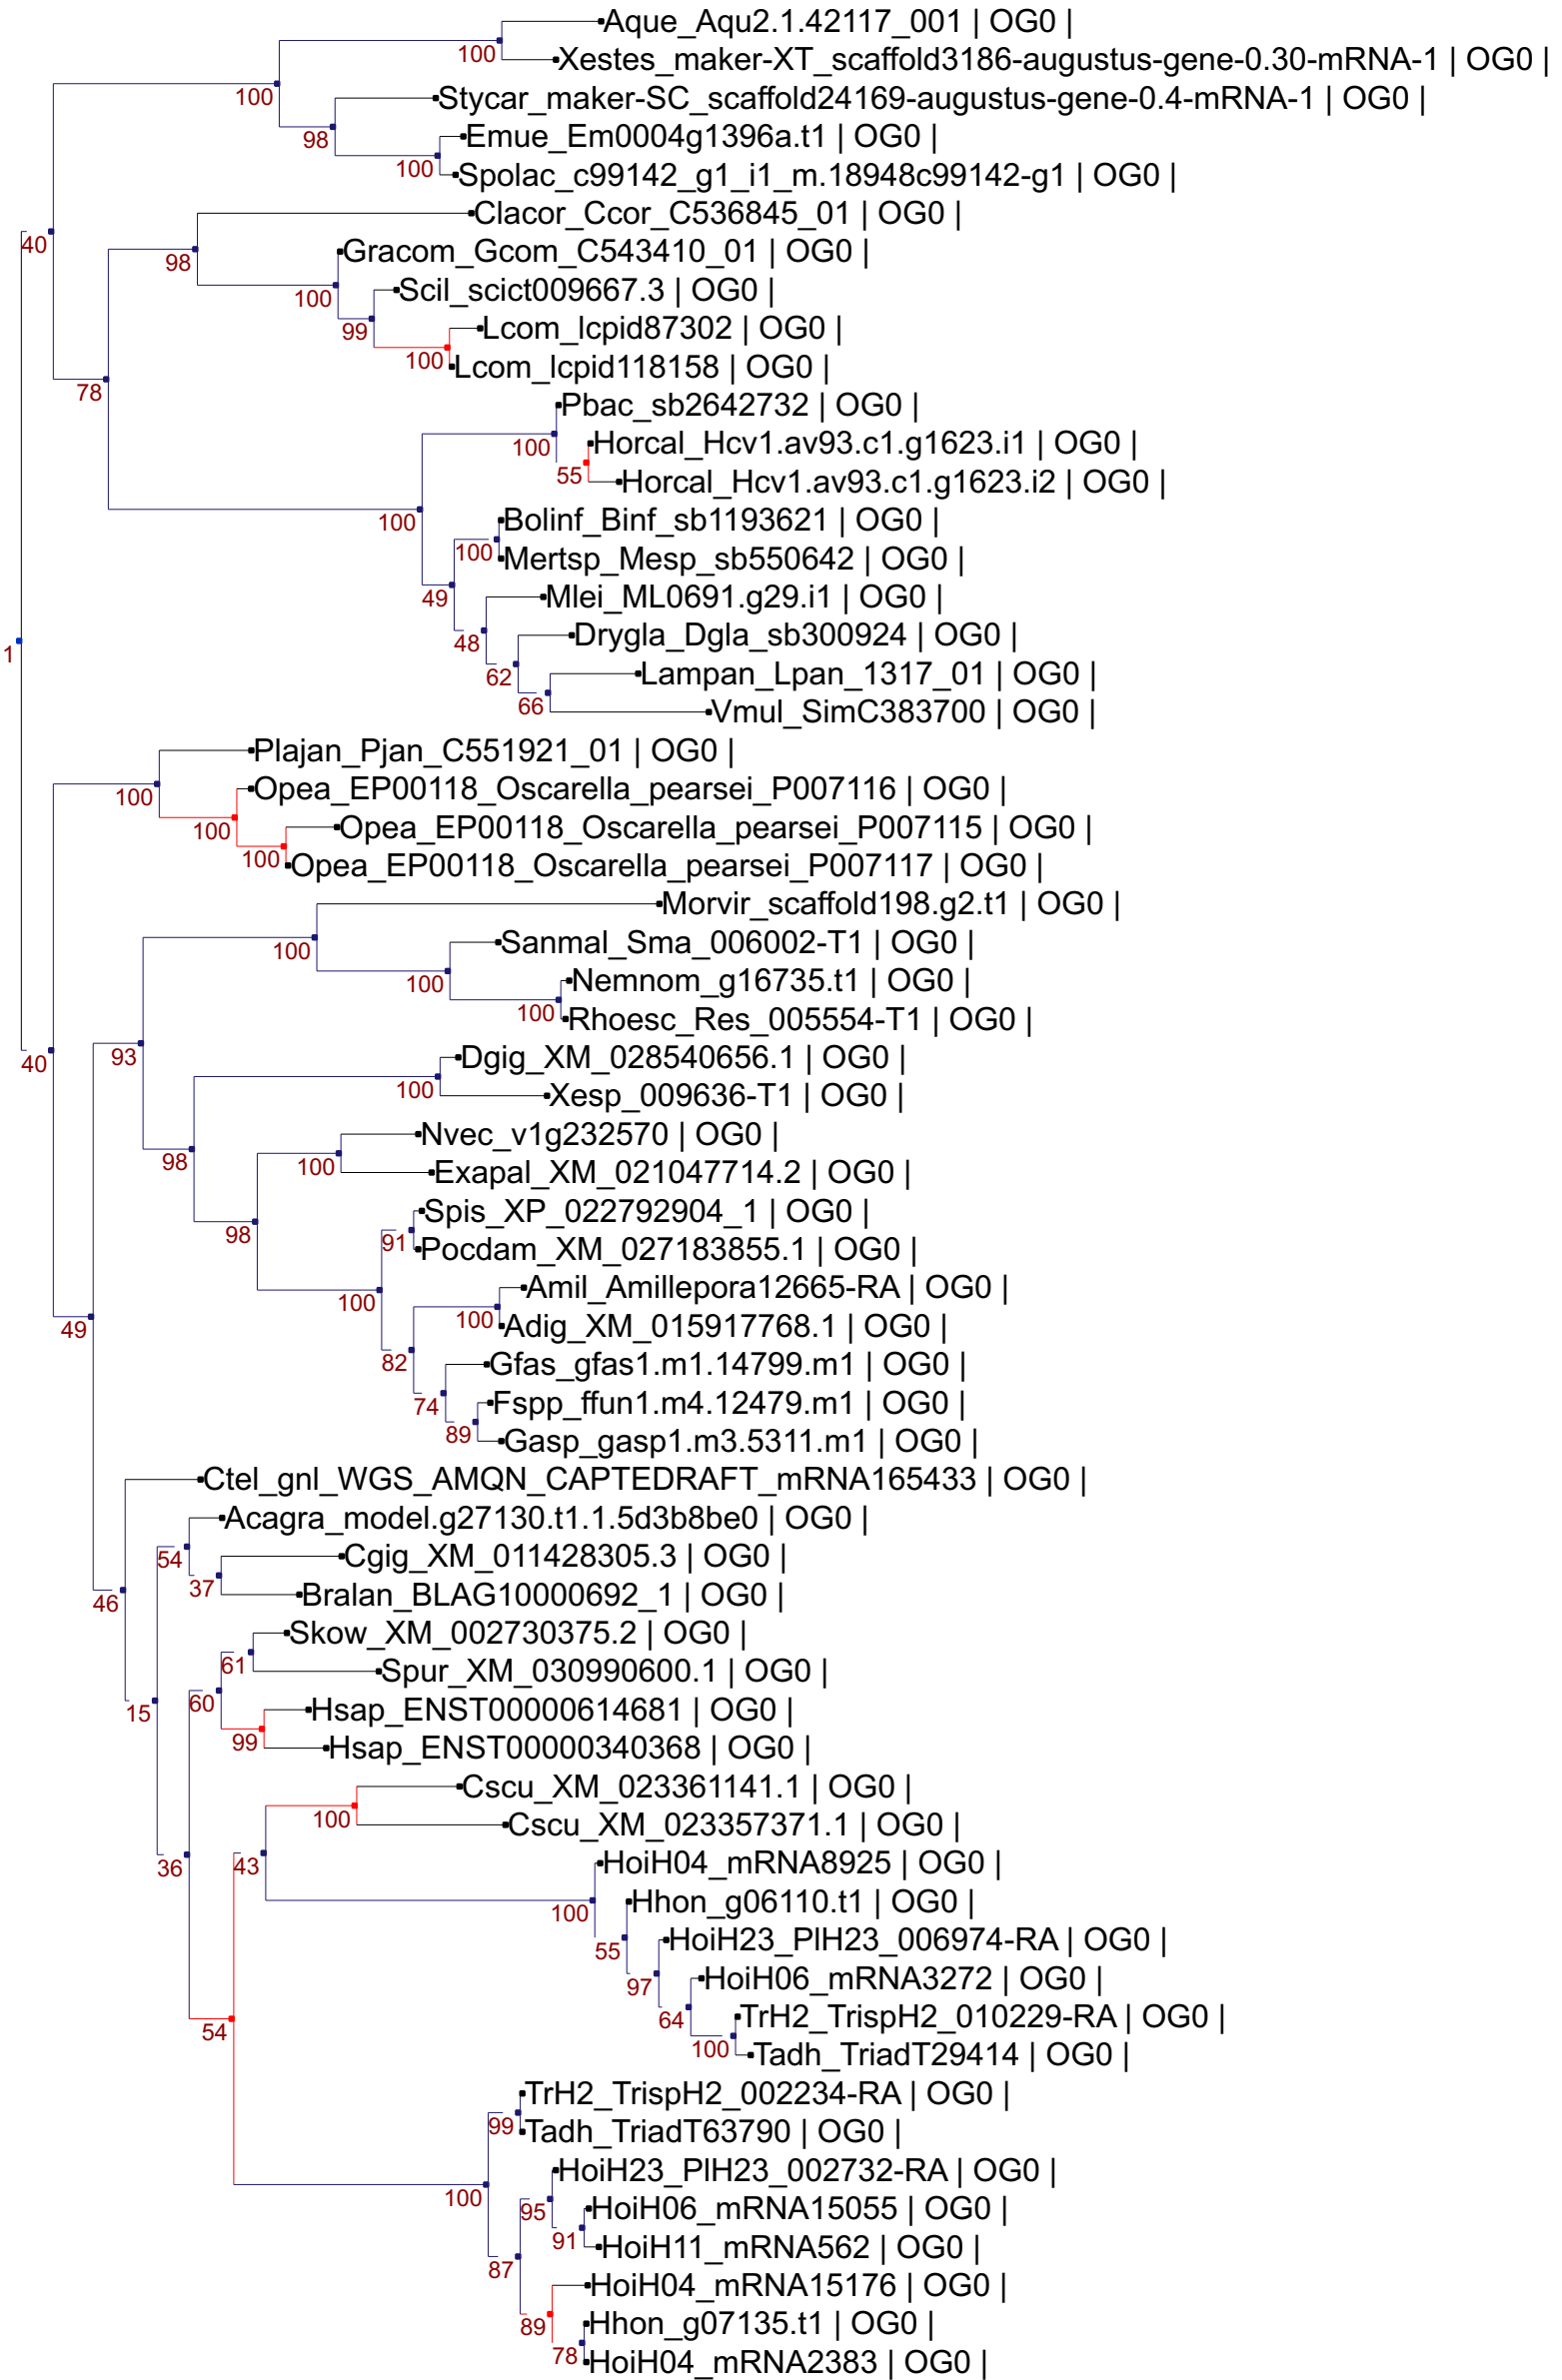 Aque_Aqu2.1.42117_001 | OG0 |
100
Xestes_maker-XT_scaffold3186-augustus-gene-0.30-mRNA-1 | OG0 |
100
Stycar_maker-SC_scaffold24169-augustus-gene-0.4-mRNA-1 | OG0 |
98
Emue_Em0004g1396a.t1 | OG0 |
100
Spolac_c99142_g1_i1_m.18948c99142-g1 | OG0 |
Clacor_Ccor_C536845_01 | OG0 |
40
98
Gracom_Gcom_C543410_01 | OG0 |
100
Scil_scict009667.3 | OG0 |
99
Lcom_lcpid87302 | OG0 |
100
Lcom_lcpid118158 | OG0 |
78
Pbac_sb2642732 | OG0 |
100
Horcal_Hcv1.av93.c1.g1623.i1 | OG0 |
55
Horcal_Hcv1.av93.c1.g1623.i2 | OG0 |
100
Bolinf_Binf_sb1193621 | OG0 |
100
Mertsp_Mesp_sb550642 | OG0 |
49
Mlei_ML0691.g29.i1 | OG0 |
48
Drygla_Dgla_sb300924 | OG0 |
1
62
Lampan_Lpan_1317_01 | OG0 |
66
Vmul_SimC383700 | OG0 |
Plajan_Pjan_C551921_01 | OG0 |
100
Opea_EP00118_Oscarella_pearsei_P007116 | OG0 |
100
Opea_EP00118_Oscarella_pearsei_P007115 | OG0 |
100
Opea_EP00118_Oscarella_pearsei_P007117 | OG0 |
Morvir_scaffold198.g2.t1 | OG0 |
100
Sanmal_Sma_006002-T1 | OG0 |
100
Nemnom_g16735.t1 | OG0 |
100
Rhoesc_Res_005554-T1 | OG0 |
93
40
Dgig_XM_028540656.1 | OG0 |
100
Xesp_009636-T1 | OG0 |
Nvec_v1g232570 | OG0 |
98
100
Exapal_XM_021047714.2 | OG0 |
Spis_XP_022792904_1 | OG0 |
98
91
Pocdam_XM_027183855.1 | OG0 |
100
Amil_Amillepora12665-RA | OG0 |
100
Adig_XM_015917768.1 | OG0 |
49
82
Gfas_gfas1.m1.14799.m1 | OG0 |
74
Fspp_ffun1.m4.12479.m1 | OG0 |
89
Gasp_gasp1.m3.5311.m1 | OG0 |
Ctel_gnl_WGS_AMQN_CAPTEDRAFT_mRNA165433 | OG0 |
Acagra_model.g27130.t1.1.5d3b8be0 | OG0 |
54
Cgig_XM_011428305.3 | OG0 |
37
Bralan_BLAG10000692_1 | OG0 |
46
Skow_XM_002730375.2 | OG0 |
61
Spur_XM_030990600.1 | OG0 |
60
15
Hsap_ENST00000614681 | OG0 |
99
Hsap_ENST00000340368 | OG0 |
Cscu_XM_023361141.1 | OG0 |
100
Cscu_XM_023357371.1 | OG0 |
36
43
HoiH04_mRNA8925 | OG0 |
100
Hhon_g06110.t1 | OG0 |
55
HoiH23_PlH23_006974-RA | OG0 |
97
HoiH06_mRNA3272 | OG0 |
64
TrH2_TrispH2_010229-RA | OG0 |
54
100
Tadh_TriadT29414 | OG0 |
TrH2_TrispH2_002234-RA | OG0 |
99
Tadh_TriadT63790 | OG0 |
HoiH23_PlH23_002732-RA | OG0 |
100
95
HoiH06_mRNA15055 | OG0 |
91
HoiH11_mRNA562 | OG0 |
87
HoiH04_mRNA15176 | OG0 |
89
Hhon_g07135.t1 | OG0 |
78
HoiH04_mRNA2383 | OG0 |